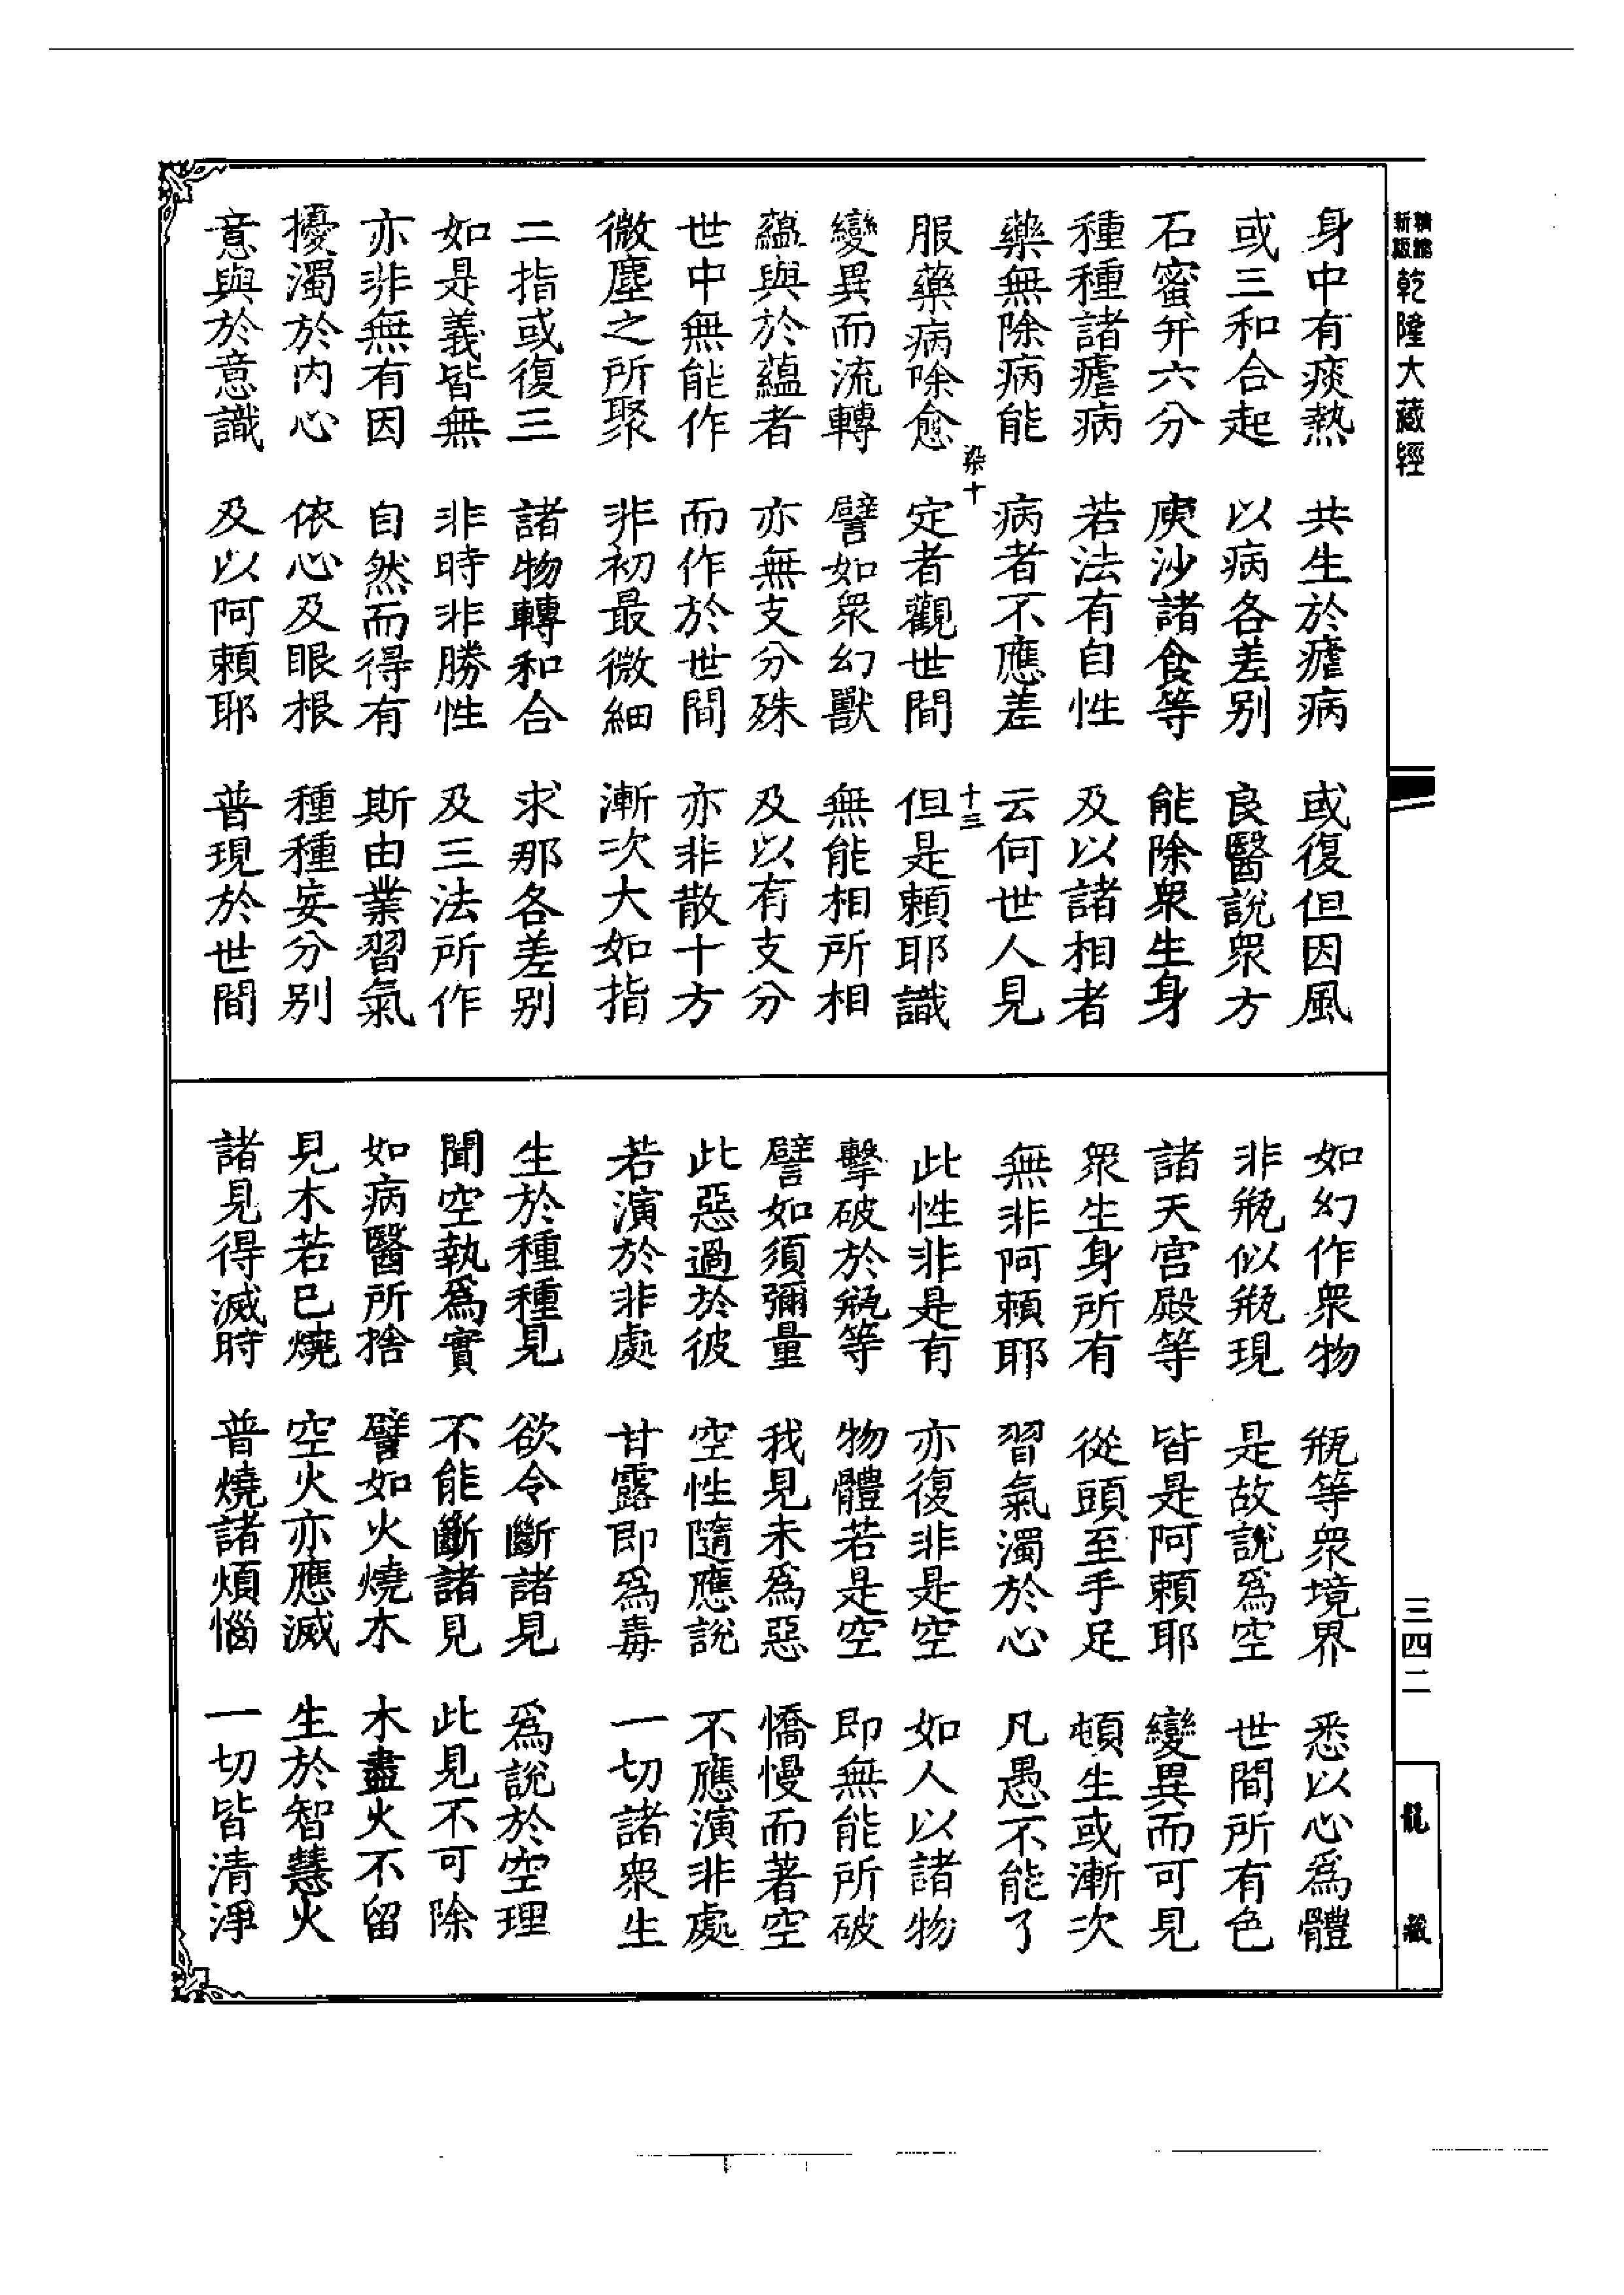 新版 精繕 乾隆大藏經
身中有痰熱 共生於瘧病 或復但因風
或三和合起 以病各差别 良醫說衆方
石蜜并六分 庾沙諸食等 能除衆生身
種種諸瘧病 若法有自性 及以諸相者
藥無除病能 病者不應差 云何世人見
染十 十三
服藥病除愈 定者觀世間 但是頼耶識
變異而流轉 譬如衆幻獸 無能相所相
蘊與於蘊者 亦無支分殊 及以有支分
世中無能作 而作於世間 亦非散十方
微塵之所聚 非初最微細 漸次大如指
二指或復三 諸物轉和合 求那各差别
如是義皆無 非時非勝性 及三法所作
亦非無有因 自然而得有 斯由業習氣
擾濁於内心 依心及眼根 種種妄分别
意與於意識 及以阿頼耶 普現於世間
如幻作衆物 瓶等衆境界 悉以心爲體
非瓶似瓶現 是故說爲空 世間所有色
諸天宫殿等 皆是阿頼耶 變異而可見
衆生身所有 從頭至手足 頓生或漸次
無非阿頼耶 習氣濁於心 凡愚不能了
此性非是有 亦復非是空 如人以諸物
擊破於瓶等 物體若是空 即無能所破
譬如須彌量 我見未爲惡 憍慢而著空
此惡過於彼 空性隨應說 不應演非處
若演於非處 甘露即爲毒 一切諸衆生
生於種種見 欲令斷諸見 爲說於空理
聞空執爲實 不能斷諸見 此見不可除
如病醫所捨 譬如火燒木 木盡火不留
見木若已燒 空火亦應滅 生於智慧火
諸見得滅時 普燒諸煩惱 一切皆清淨
三四二
龍藏